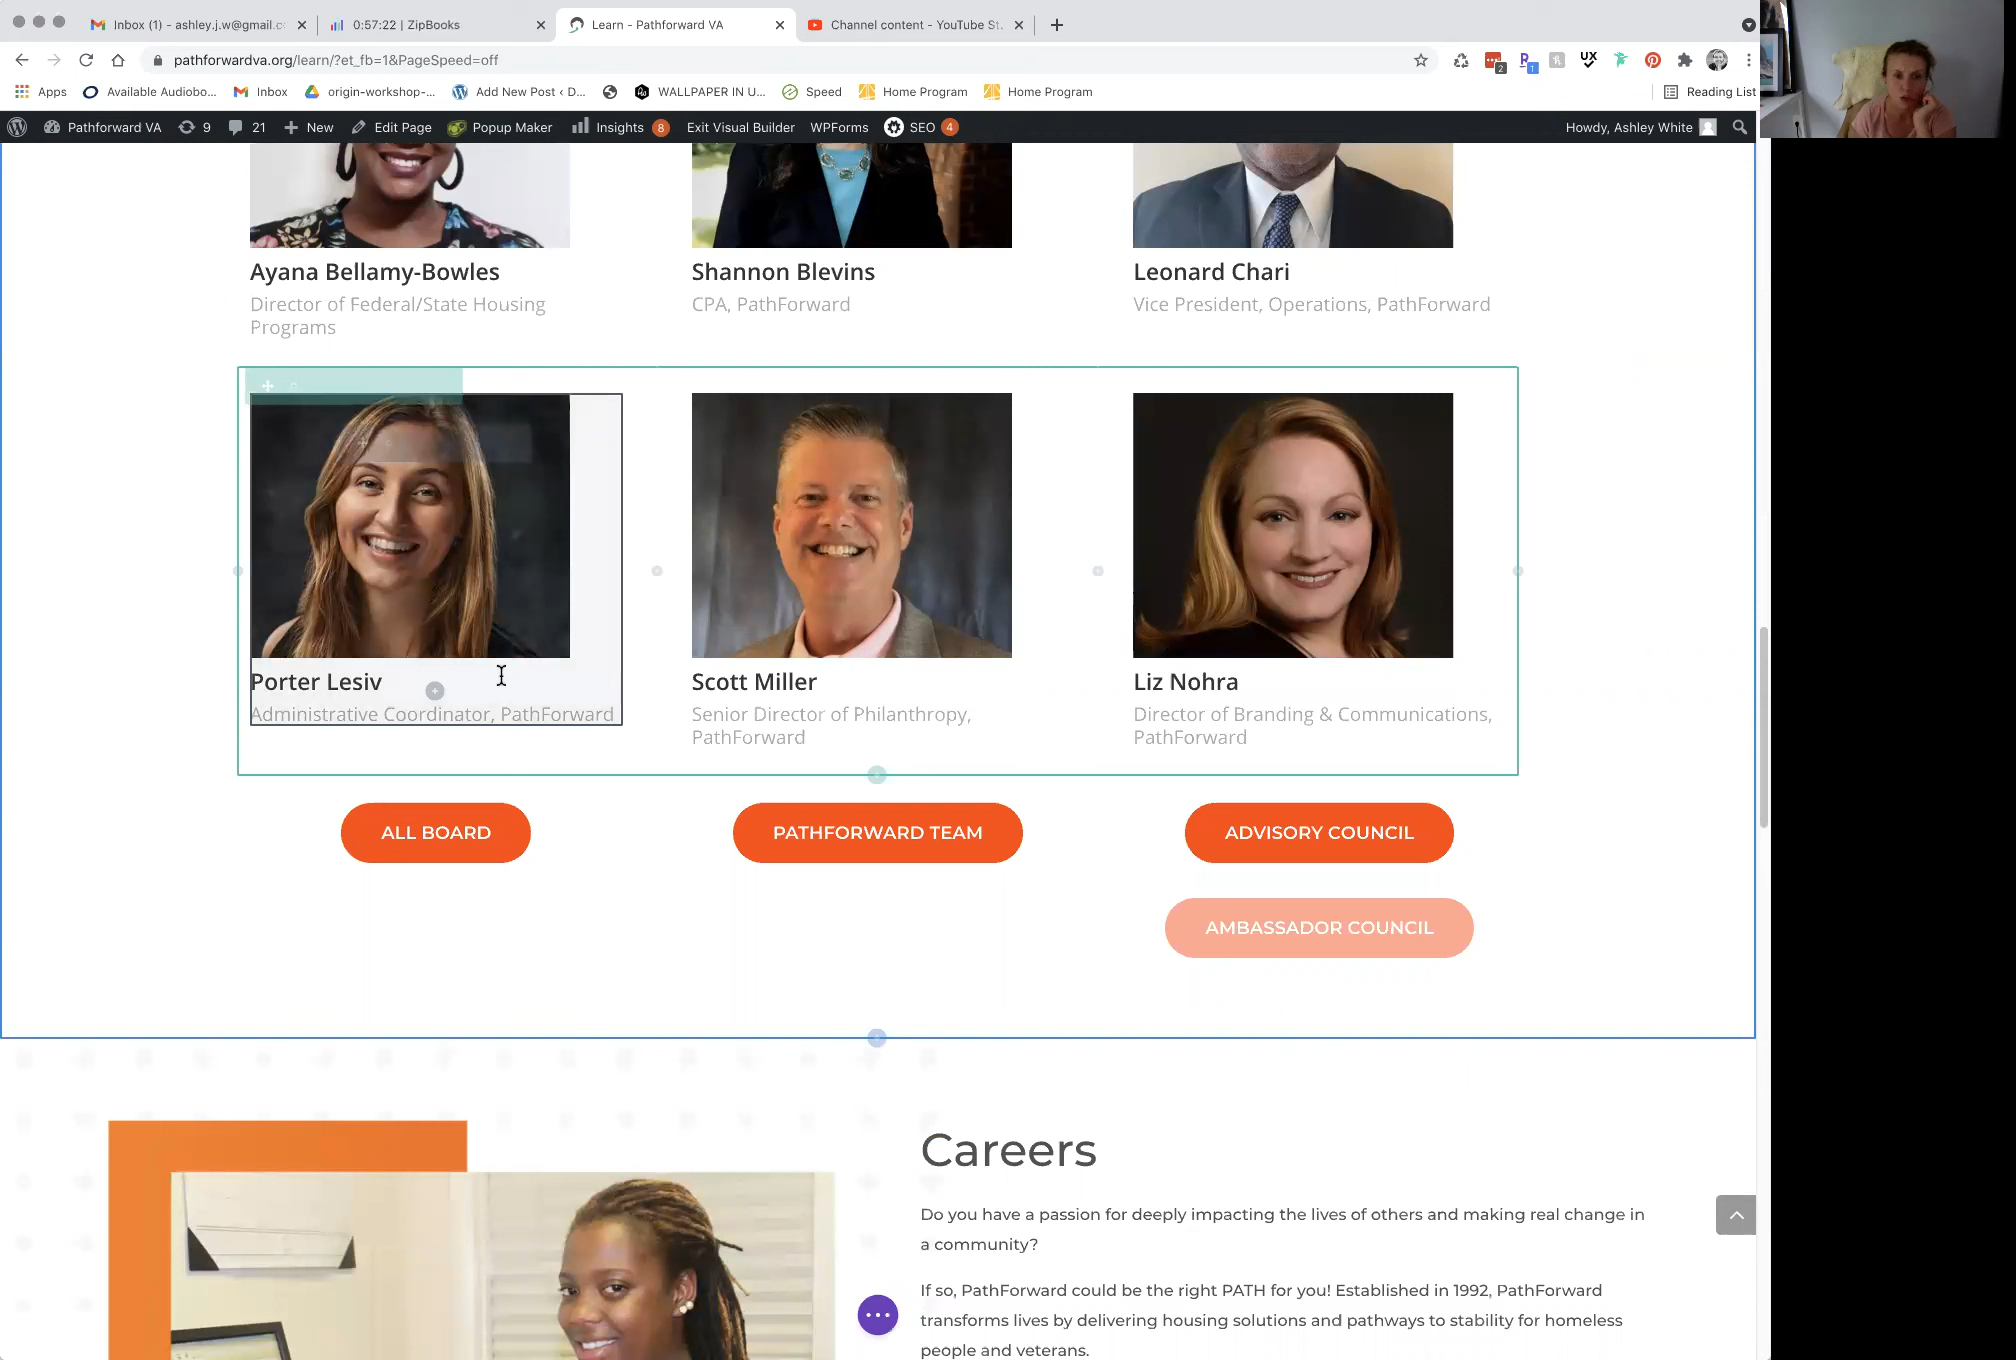 Inbox (1) - ashley.j.w@gmail.c
0:57:22 | ZipBooks
Learn - Pathforward VA
Channel content - YouTube St
pathforwardva.org/learn/?et_fb=1&PageSpeed=off
Apps
Available Audiobo...
Inbox
origin-workshop-...
Add New Post ‹ D...
WALLPAPER IN U...
Speed
Home Program
Home Program
Reading List
Pathforward VA
9
21
New
Edit Page
Popup Maker
Insights 8
Exit Visual Builder
WPForms
SEO 4
Howdy, Ashley White
UX
2
1
Ayana Bellamy-Bowles
Director of Federal/State Housing
Programs
Shannon Blevins
CPA, PathForward
Leonard Chari
Vice President, Operations, PathForward
Porter Lesiv
Administrative Coordinator, PathForward
Scott Miller
Senior Director of Philanthropy,
PathForward
Liz Nohra
Director of Branding & Communications,
PathForward
ALL BOARD
PATHFORWARD TEAM
ADVISORY COUNCIL
AMBASSADOR COUNCIL
Careers
Do you have a passion for deeply impacting the lives of others and making real change in
a community?
If so, PathForward could be the right PATH for you! Established in 1992, PathForward
transforms lives by delivering housing solutions and pathways to stability for homeless
people and veterans.